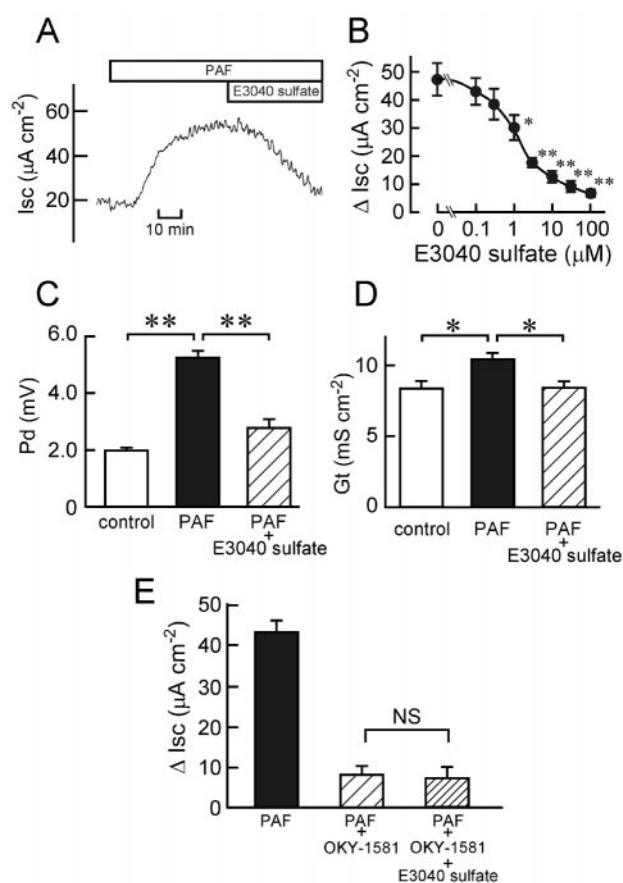 A
PAF
E3040 sulfate
Isc (μA cm-2)
60
40
20
10 min
B
Δ Isc (μA cm-2)
50
40
30
20
10
0
*
**
**
**
**
0 0.1 1 10 100
E3040 sulfate (μM)
C
Pd (mV)
6.0
4.0
2.0
0
** **
control PAF PAF
+
E3040 sulfate
D
Gt (mS cm-2)
10
5
0
* *
control PAF PAF
+
E3040 sulfate
E
Δ Isc (μA cm-2)
50
40
30
20
10
0
NS
PAF PAF PAF
+ +
OKY-1581 OKY-1581
+
E3040 sulfate